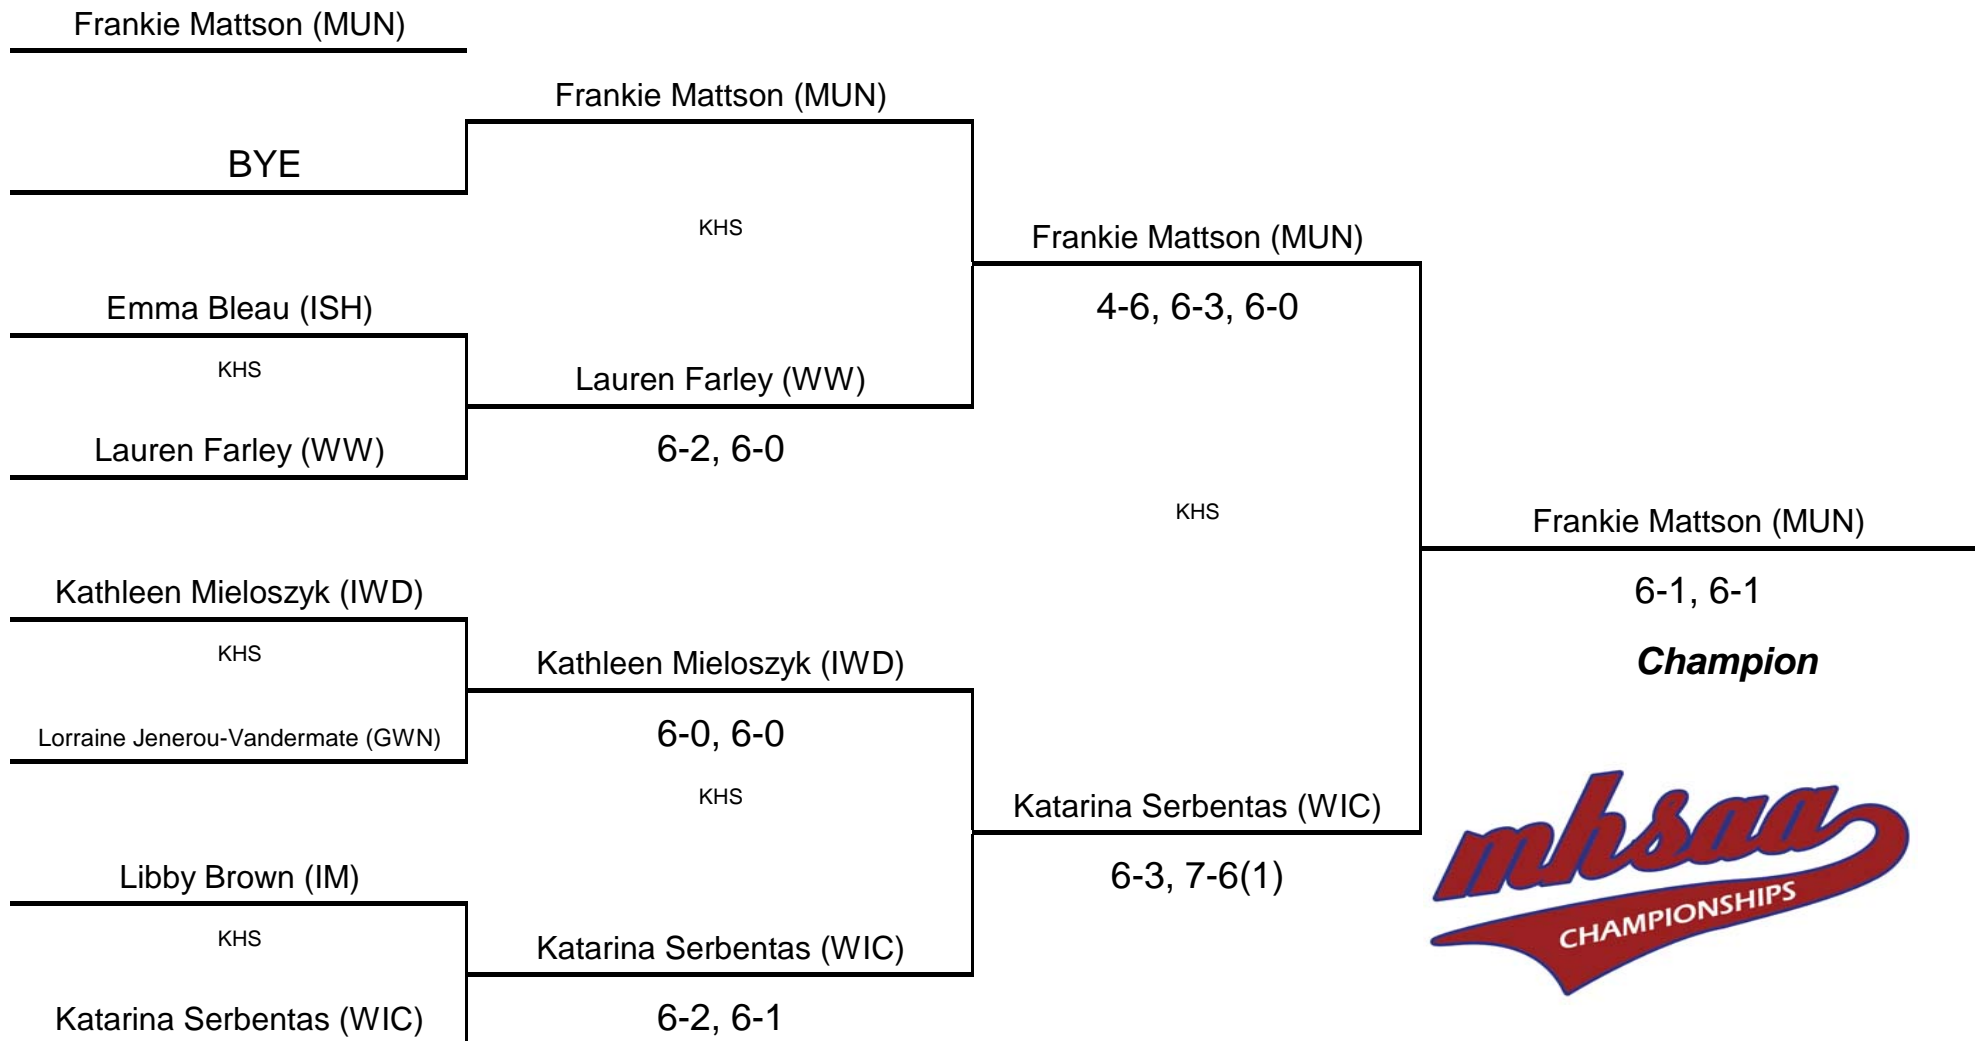 Frankie Mattson (MUN)
Frankie Mattson (MUN)
BYE
KHS
Frankie Mattson (MUN)
4-6, 6-3, 6-0
Emma Bleau (ISH)
KHS
Lauren Farley (WW)
Lauren Farley (WW)
6-2, 6-0
KHS
Frankie Mattson (MUN)
6-1, 6-1
Champion
Kathleen Mieloszyk (IWD)
KHS
Kathleen Mieloszyk (IWD)
Lorraine Jenerou-Vandermate (GWN)
6-0, 6-0
KHS
Katarina Serbentas (WIC)
6-3, 7-6(1)
Libby Brown (IM)
KHS
Katarina Serbentas (WIC)
Katarina Serbentas (WIC)
6-2, 6-1
mhsaa
CHAMPIONSHIPS